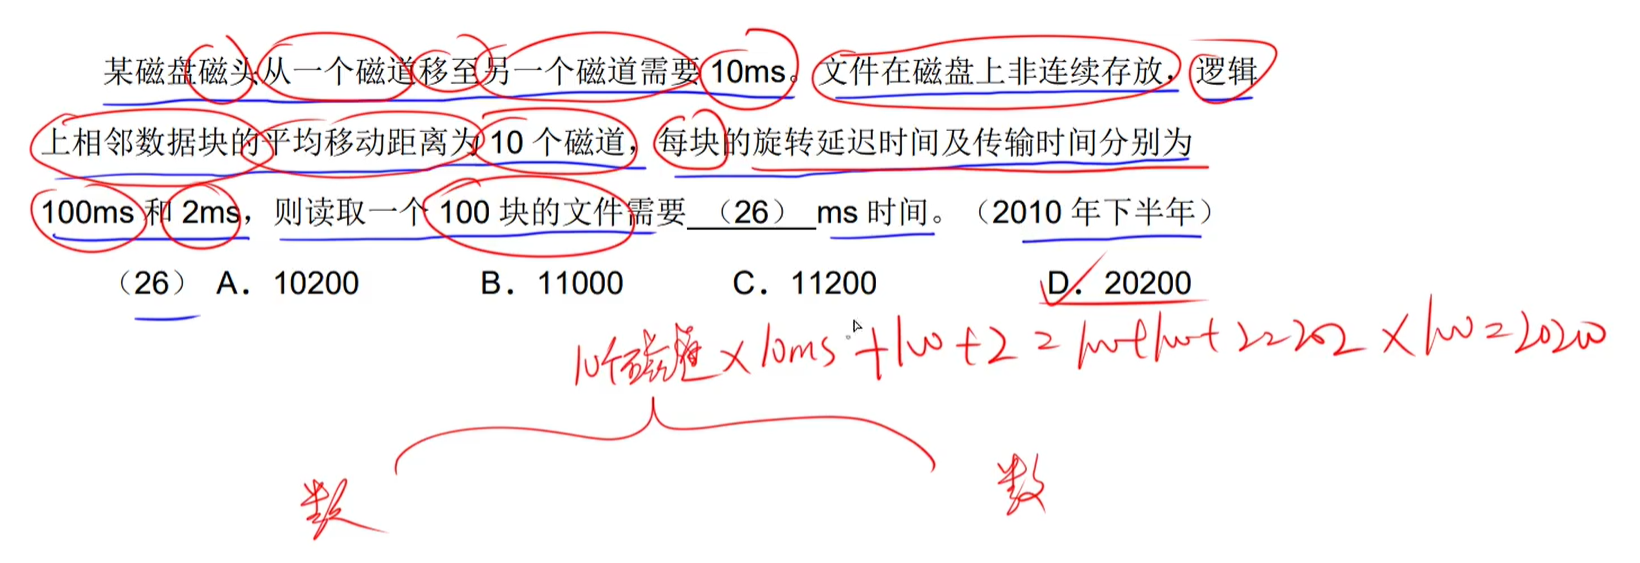 某磁盘磁头从一个磁道移至另一个磁道需要 10ms。文件在磁盘上非连续存放，逻辑
上相邻数据块的平均移动距离为 10 个磁道，每块的旋转延迟时间及传输时间分别为
100ms 和 2ms，则读取一个 100 块的文件需要 （26） ms 时间。（2010 年下半年）
（26） A．10200 B．11000 C．11200 D．20200
10个磁道×10ms+100+2=100+100+2=202×100=20200
数 数